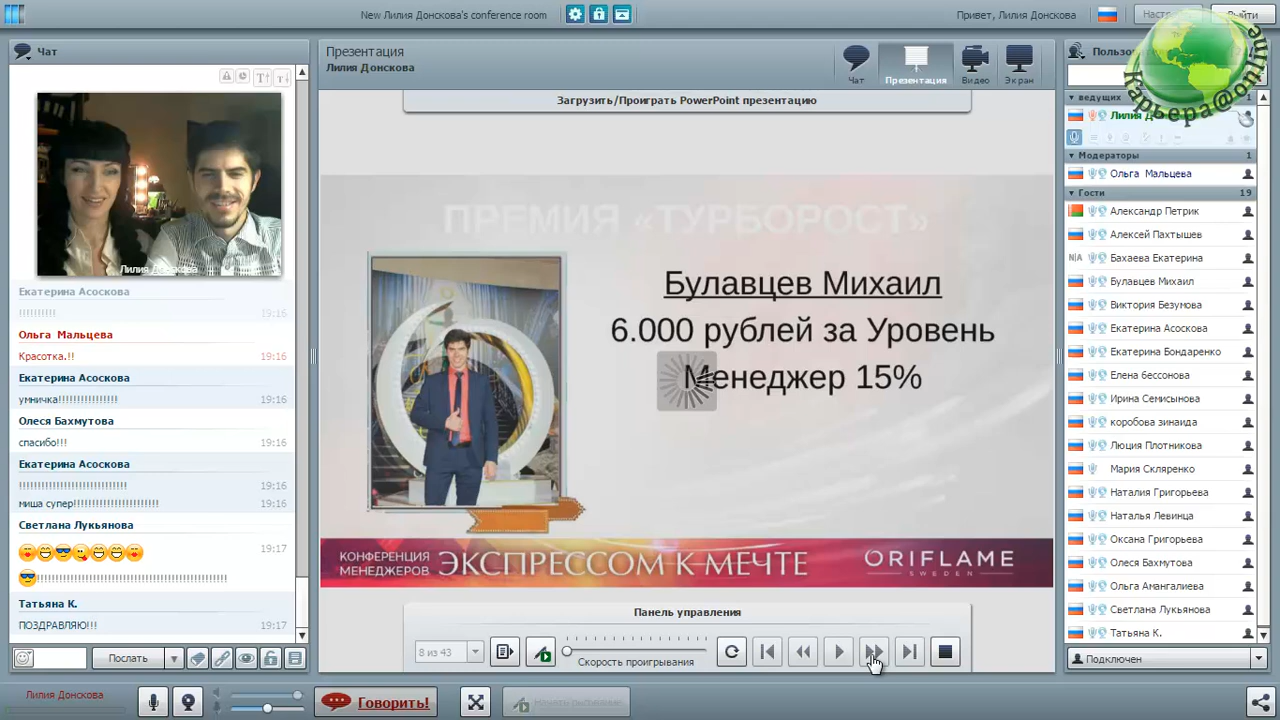 New Лилия Донскова's conference room
Привет, Лилия Донскова
Выйти
Карьера@online
Чат
Лилия Донскова
Екатерина Асоскова
!!!!!!!!!! 19:16
Ольга Мальцева
Красотка.!! 19:16
Екатерина Асоскова
умничка!!!!!!!!!!!!!!!! 19:16
Олеся Бахмутова
спасибо!!! 19:16
Екатерина Асоскова
!!!!!!!!!!!!!!!!!!!!!!!!!!!!! 19:16
миша супер!!!!!!!!!!!!!!!!!!!!!!!! 19:16
Светлана Лукьянова
19:17
!!!!!!!!!!!!!!!!!!!!!!!!!!!!!!!!!!!!!!!!!!!!!!!!!!!
Татьяна К.
ПОЗДРАВЛЯЮ!!! 19:17
Послать
Презентация
Лилия Донскова
Чат
Презентация
Видео
Экран
Загрузить/Проиграть PowerPoint презентацию
ПРЕМИЯ «ТУРБОРОСТ»
Булавцев Михаил
6.000 рублей за Уровень
Менеджер 15%
КОНФЕРЕНЦИЯ
МЕНЕДЖЕРОВ
ЭКСПРЕССОМ К МЕЧТЕ
ORIFLAME
SWEDEN
Панель управления
8 из 43
Скорость проигрывания
ведущих 1
Лилия
Модераторы 1
Ольга Мальцева
Гости 19
Александр Петрик
Алексей Пахтышев
N/A Бахаева Екатерина
Булавцев Михаил
Виктория Безумова
Екатерина Асоскова
Екатерина Бондаренко
Елена бессонова
Ирина Семисынова
коробова зинаида
Люция Плотникова
Мария Скляренко
Наталия Григорьева
Наталья Левинца
Оксана Григорьева
Олеся Бахмутова
Ольга Амангалиева
Светлана Лукьянова
Татьяна К.
Подключен
Лилия Донскова
Говорить!